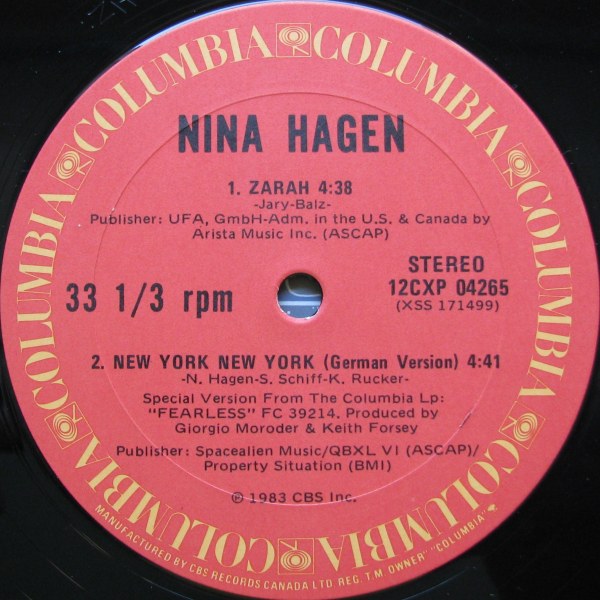 COLUMBIA COLUMBIA COLUMBIA COLUMBIA COLUMBIA COLUMBIA COLUMBIA COLUMBIA
NINA HAGEN
1. ZARAH 4:38
-Jary-Balz-
Publisher: UFA, GmbH-Adm. in the U.S. & Canada by
Arista Music Inc. (ASCAP)
STEREO
33 1/3 rpm
12CXP 04265
(XSS 171499)
2. NEW YORK NEW YORK (German Version) 4:41
-N. Hagen-S. Schiff-K. Rucker-
Special Version From The Columbia Lp:
"FEARLESS" FC 39214. Produced by
Giorgio Moroder & Keith Forsey
Publisher: Spacealien Music/QBXL VI (ASCAP)/
Property Situation (BMI)
℗ 1983 CBS Inc.
MANUFACTURED BY CBS RECORDS CANADA LTD REG. T.M OWNER "COLUMBIA"